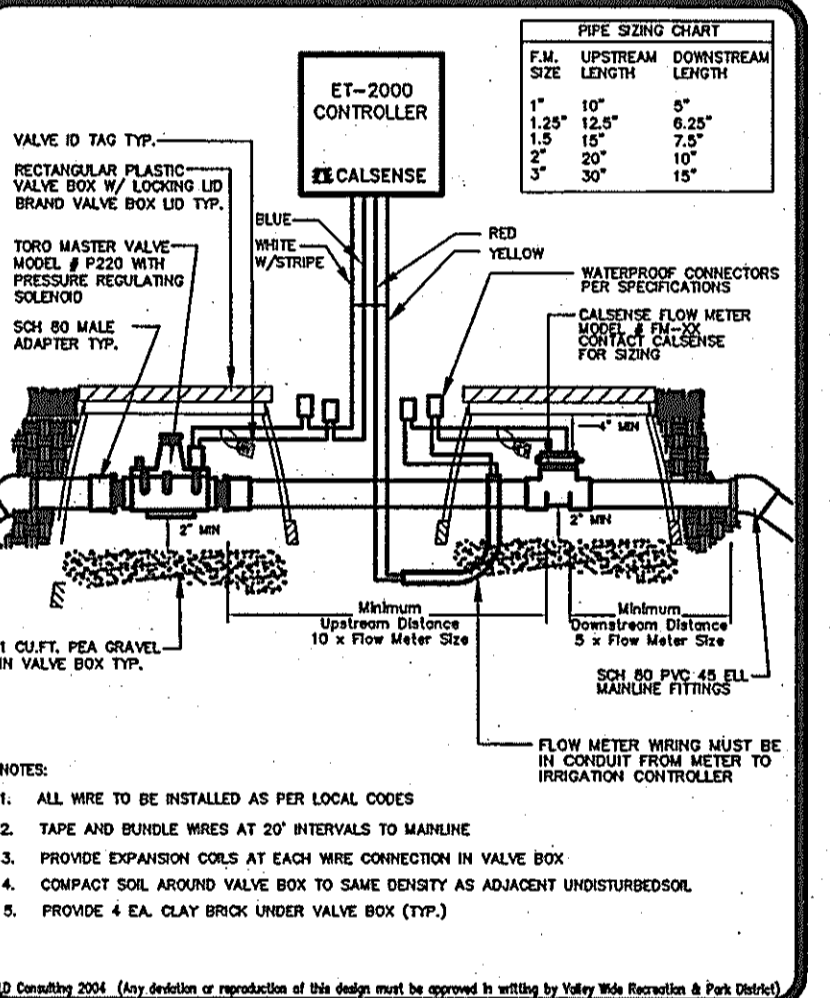 PIPE SIZING CHART
F.M. SIZE UPSTREAM LENGTH DOWNSTREAM LENGTH
1" 10" 5"
1.25" 12.5" 6.25"
1.5 15" 7.5"
2" 20" 10"
3" 30" 15"
ET-2000
CONTROLLER
CALSENSE
VALVE ID TAG TYP.
RECTANGULAR PLASTIC
VALVE BOX W/ LOCKING LID
BRAND VALVE BOX LID TYP.
TORO MASTER VALVE
MODEL # P220 WITH
PRESSURE REGULATING
SOLENOID
SCH 80 MALE
ADAPTER TYP.
BLUE
WHITE
W/STRIPE
RED
YELLOW
WATERPROOF CONNECTORS
PER SPECIFICATIONS
CALSENSE FLOW METER
MODEL # FM-XX
CONTACT CALSENSE
FOR SIZING
4" MIN
2" MIN
2" MIN
Minimum
Upstream Distance
10 x Flow Meter Size
Minimum
Downstream Distance
5 x Flow Meter Size
1 CU.FT. PEA GRAVEL
IN VALVE BOX TYP.
SCH 80 PVC 45 ELL
MAINLINE FITTINGS
FLOW METER WIRING MUST BE
IN CONDUIT FROM METER TO
IRRIGATION CONTROLLER
NOTES:
1. ALL WIRE TO BE INSTALLED AS PER LOCAL CODES
2. TAPE AND BUNDLE WIRES AT 20' INTERVALS TO MAINLINE
3. PROVIDE EXPANSION COILS AT EACH WIRE CONNECTION IN VALVE BOX
4. COMPACT SOIL AROUND VALVE BOX TO SAME DENSITY AS ADJACENT UNDISTURBEDSOIL
5. PROVIDE 4 EA. CLAY BRICK UNDER VALVE BOX (TYP.)
LD Consulting 2004 (Any deviation or reproduction of this design must be approved in writting by Valley Wide Recreation & Park District)